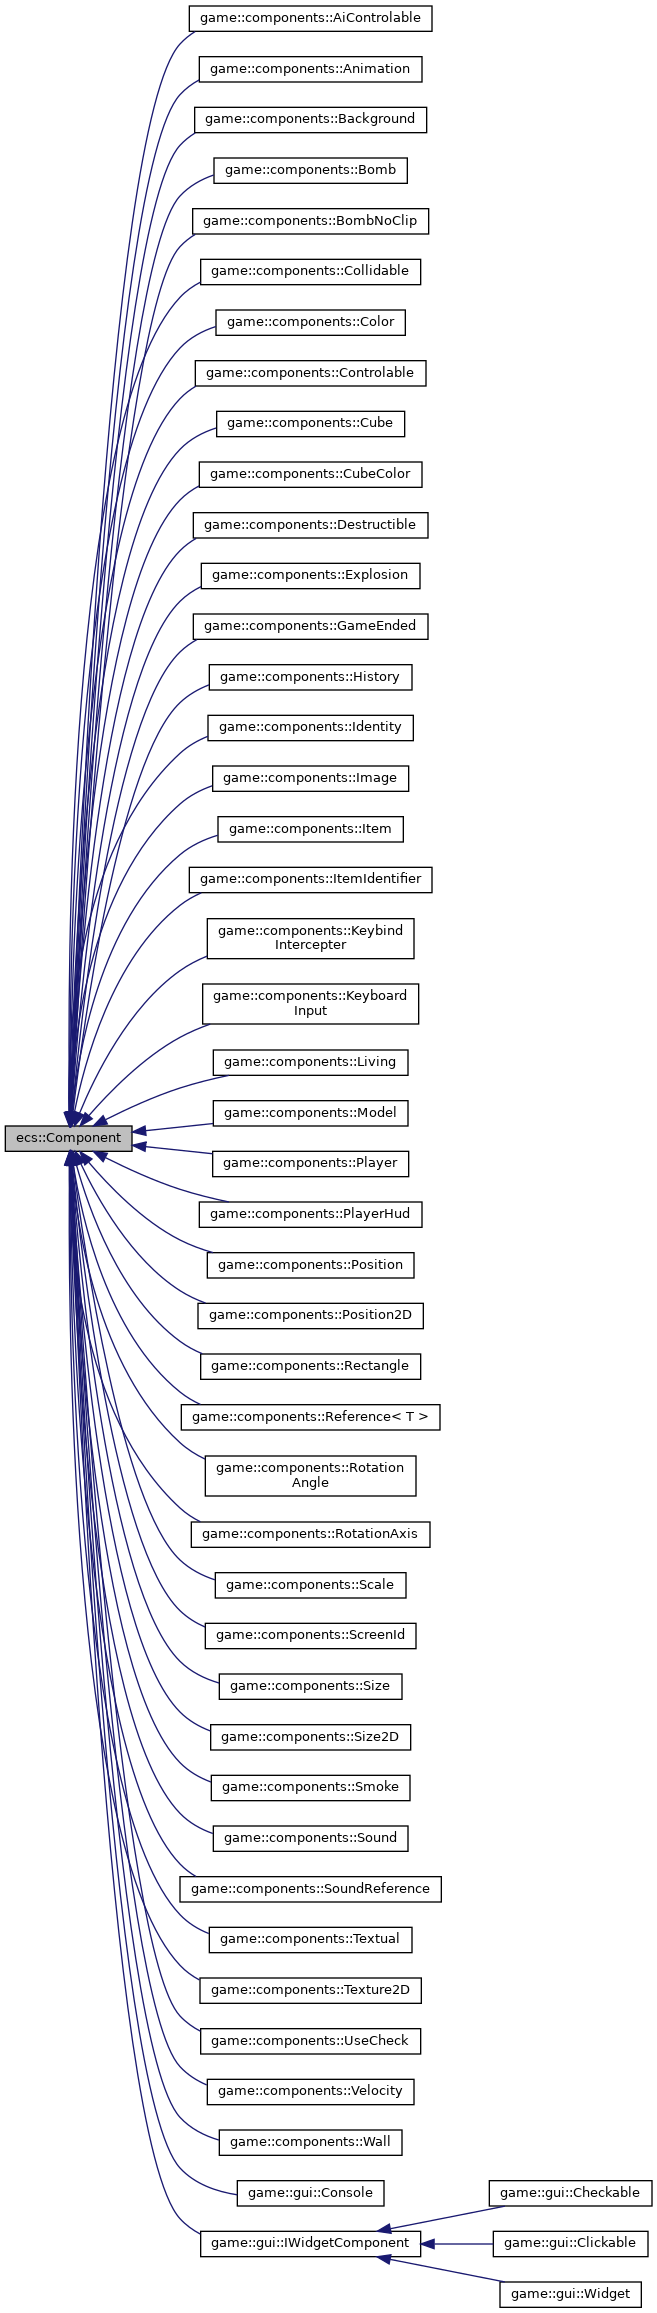 game::components::AiControlable
game::components::Animation
game::components::Background
game::components::Bomb
game::components::BombNoClip
game::components::Collidable
game::components::Color
game::components::Controlable
game::components::Cube
game::components::CubeColor
game::components::Destructible
game::components::Explosion
game::components::GameEnded
game::components::History
game::components::Identity
game::components::Image
game::components::Item
game::components::ItemIdentifier
game::components::Keybind
Intercepter
game::components::Keyboard
Input
game::components::Living
game::components::Model
ecs::Component
game::components::Player
game::components::PlayerHud
game::components::Position
game::components::Position2D
game::components::Rectangle
game::components::Reference< T >
game::components::Rotation
Angle
game::components::RotationAxis
game::components::Scale
game::components::ScreenId
game::components::Size
game::components::Size2D
game::components::Smoke
game::components::Sound
game::components::SoundReference
game::components::Textual
game::components::Texture2D
game::components::UseCheck
game::components::Velocity
game::components::Wall
game::gui::Console
game::gui::Checkable
game::gui::IWidgetComponent
game::gui::Clickable
game::gui::Widget